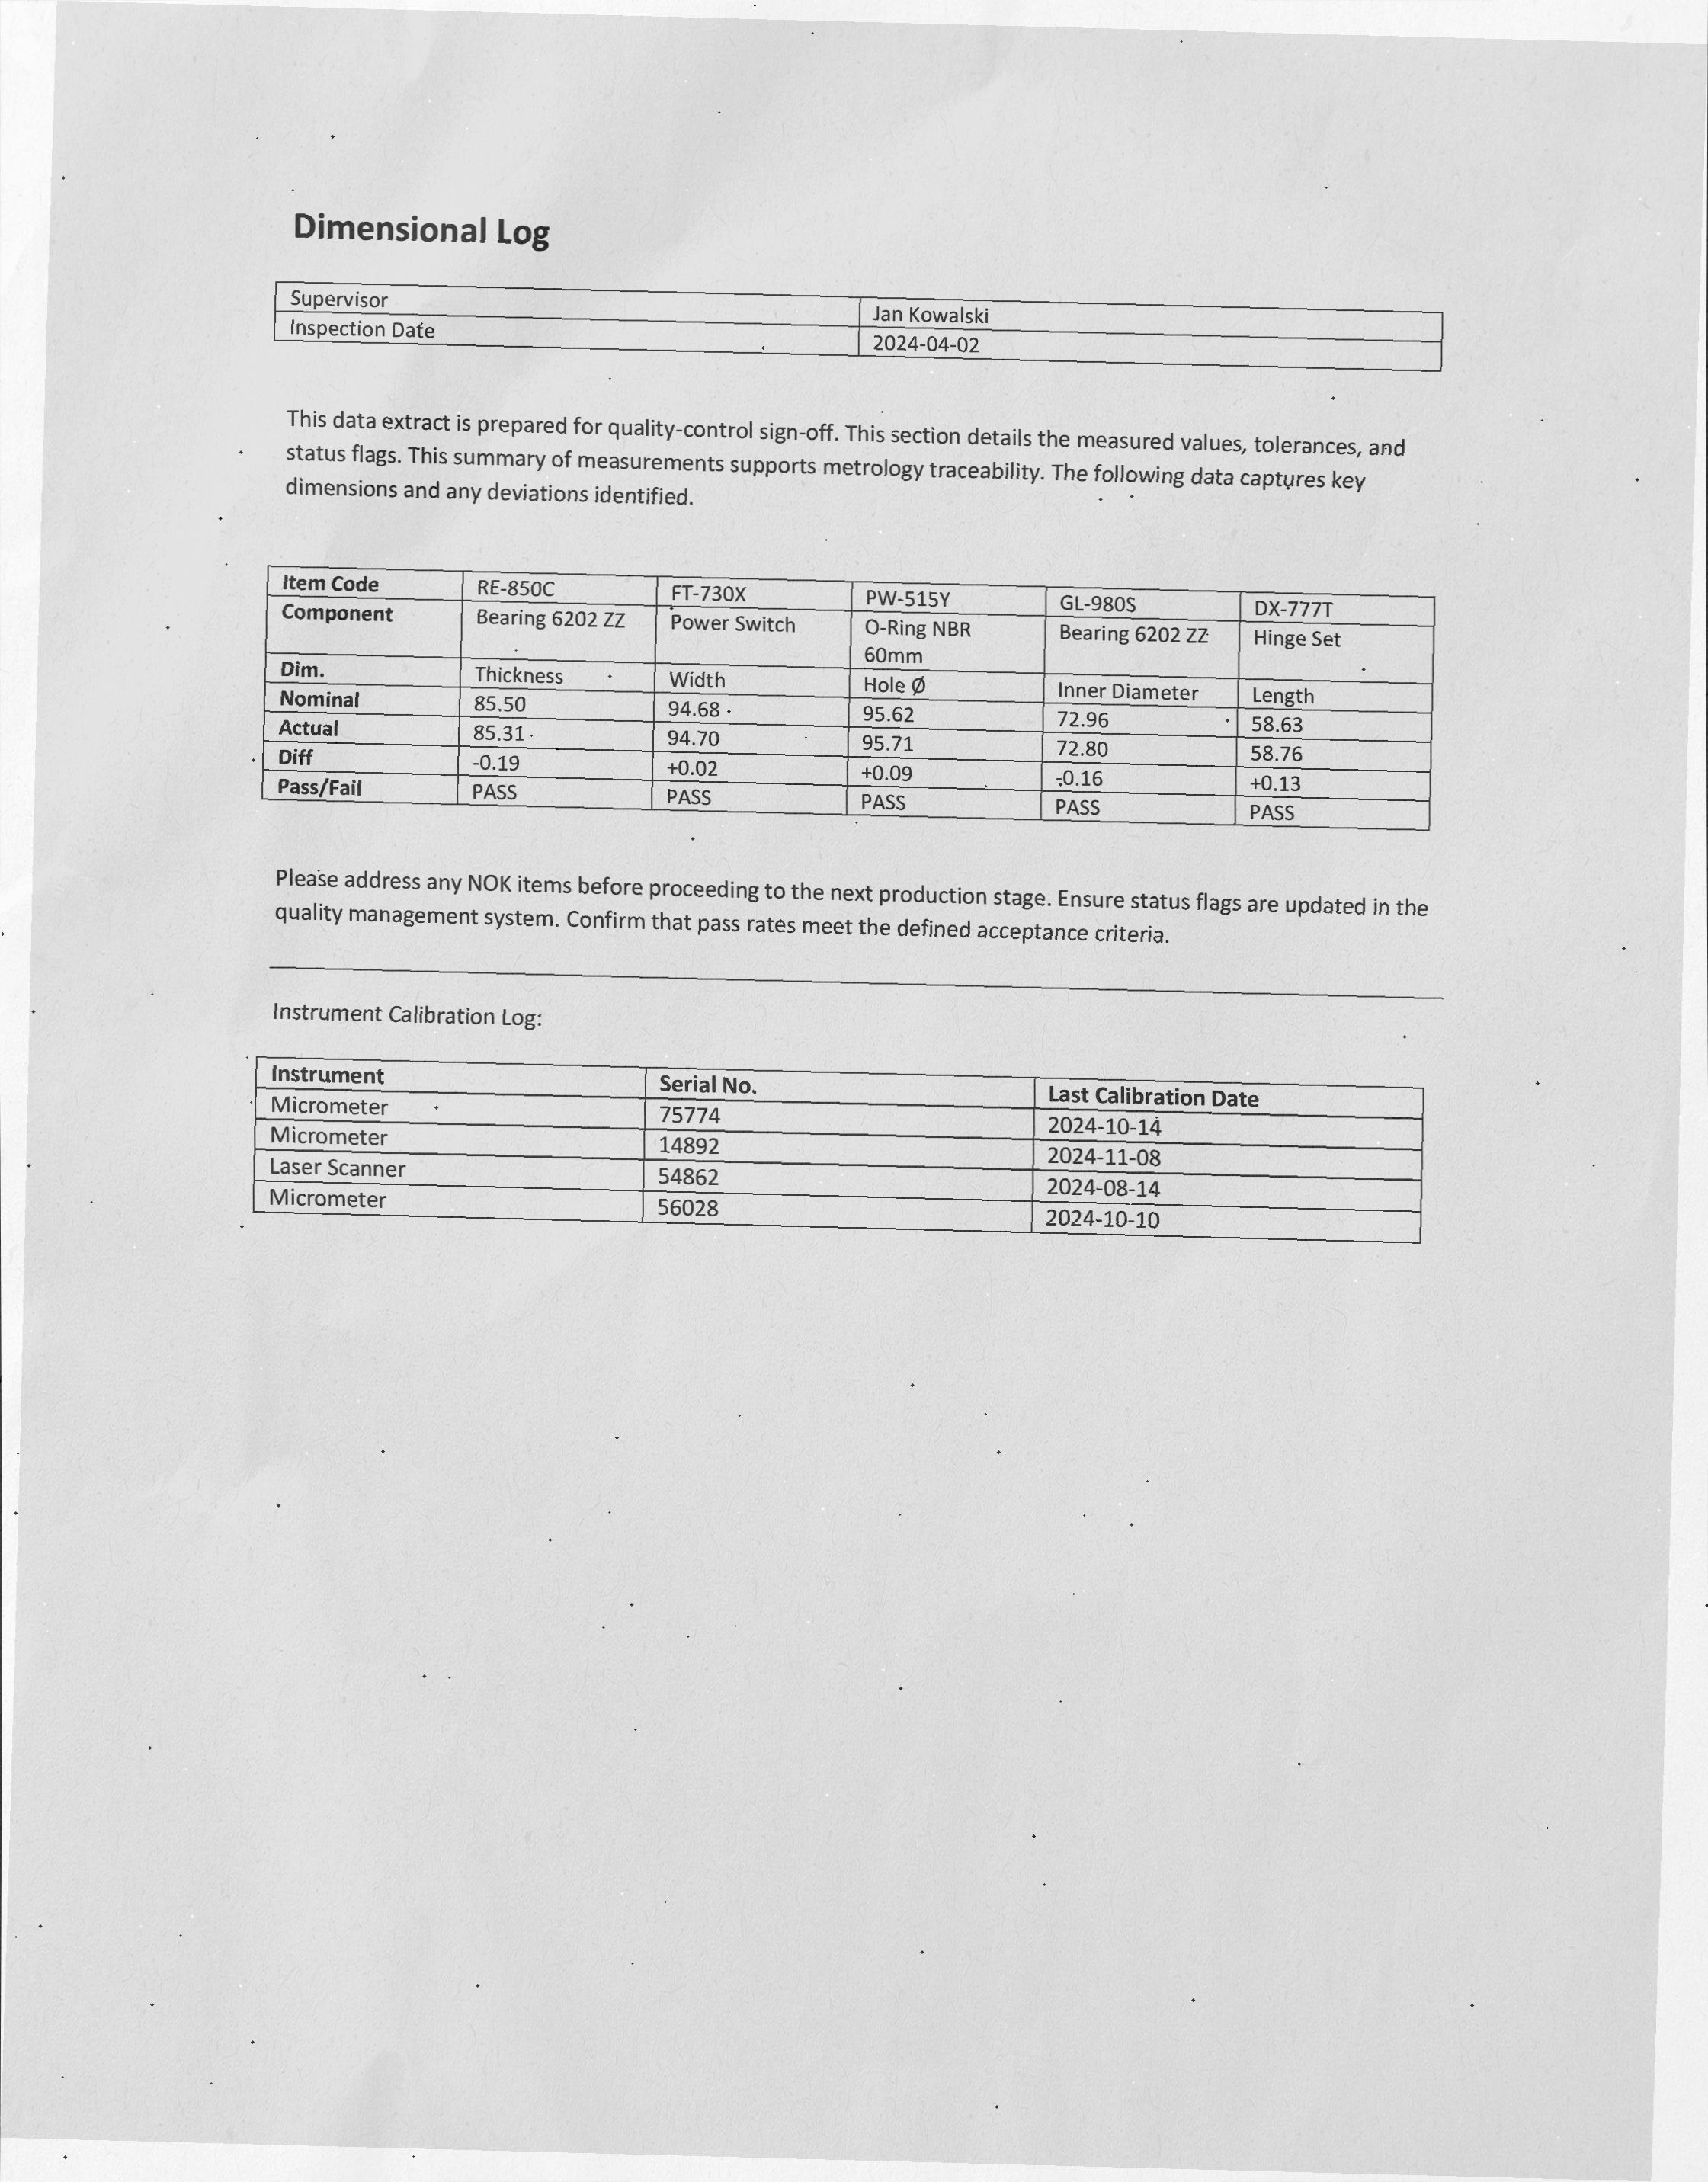 Dimensional Log
Supervisor Jan Kowalski
Inspection Date 2024-04-02
This data extract is prepared for quality-control sign-off. This section details the measured values, tolerances, and
status flags. This summary of measurements supports metrology traceability. The following data captures key
dimensions and any deviations identified.
Item Code RE-850C FT-730X PW-515Y GL-980S DX-777T
Component Bearing 6202 ZZ Power Switch O-Ring NBR Bearing 6202 ZZ Hinge Set
60mm
Dim. Thickness Width Hole Ø Inner Diameter Length
Nominal 85.50 94.68 95.62 72.96 58.63
Actual 85.31 94.70 95.71 72.80 58.76
Diff -0.19 +0.02 +0.09 -0.16 +0.13
Pass/Fail PASS PASS PASS PASS PASS
Please address any NOK items before proceeding to the next production stage. Ensure status flags are updated in the
quality management system. Confirm that pass rates meet the defined acceptance criteria.
Instrument Calibration Log:
Instrument Serial No. Last Calibration Date
Micrometer 75774 2024-10-14
Micrometer 14892 2024-11-08
Laser Scanner 54862 2024-08-14
Micrometer 56028 2024-10-10